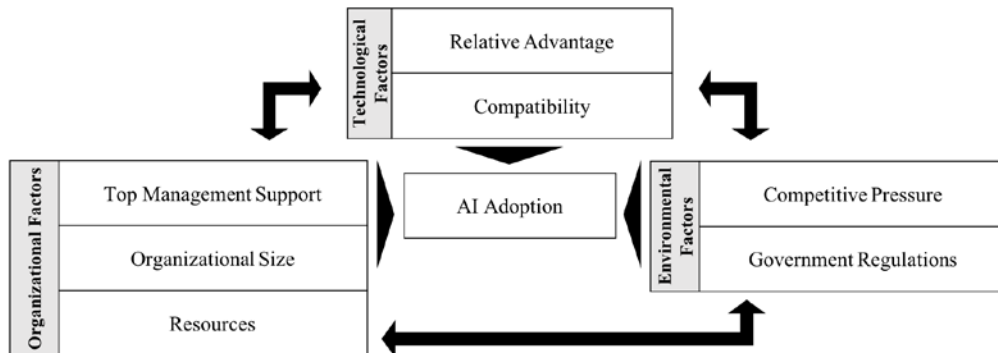 Technological
Factors
Relative Advantage
Compatibility
Organizational Factors
Top Management Support
Organizational Size
Resources
AI Adoption
Environmental
Factors
Competitive Pressure
Government Regulations